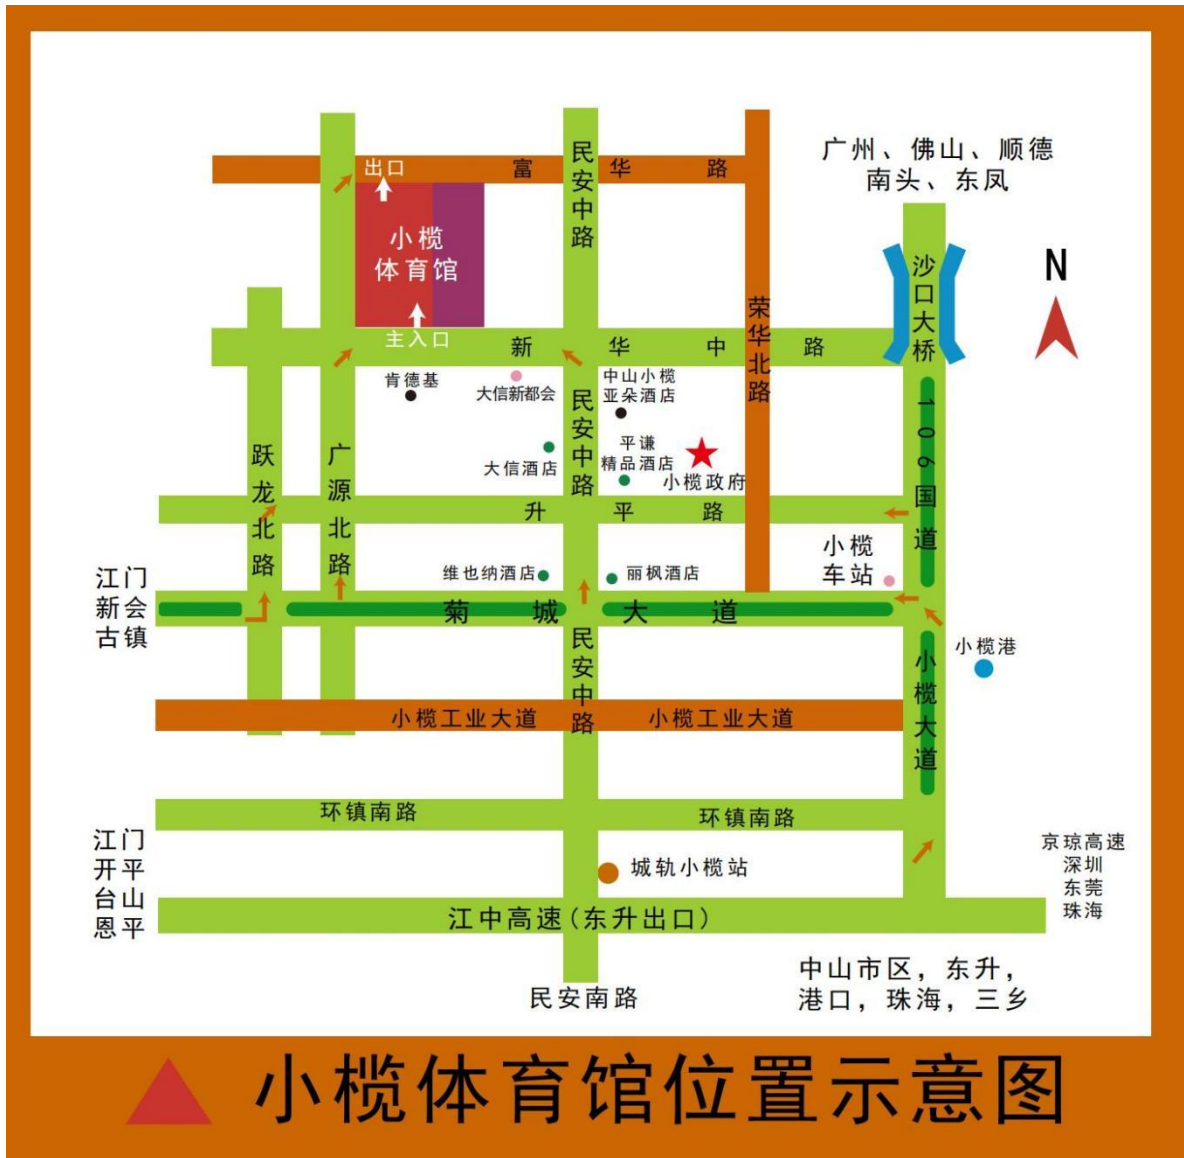 出口
富华路
民安中路
广州、佛山、顺德
南头、东凤
小榄
体育馆
N
沙口大桥
主入口
新华中路
荣华北路
肯德基
大信新都会
中山小榄
亚朵酒店
民安中路
106国道
跃龙北路
广源北路
大信酒店
平谦
精品酒店
小榄政府
升平路
小榄
车站
江门
新会
古镇
维也纳酒店
丽枫酒店
菊城大道
民安中路
小榄港
小榄大道
小榄工业大道
小榄工业大道
环镇南路
环镇南路
江门
开平
台山
恩平
城轨小榄站
京琼高速
深圳
东莞
珠海
江中高速(东升出口)
中山市区，东升，
港口，珠海，三乡
民安南路
小榄体育馆位置示意图